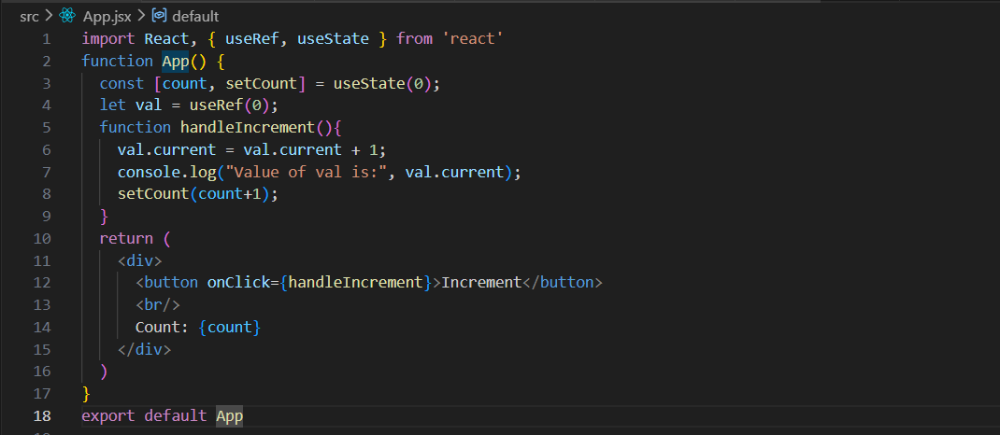 src > App.jsx > default
1 import React, { useRef, useState } from 'react'
2 function App() {
3 const [count, setCount] = useState(0);
4 let val = useRef(0);
5 function handleIncrement(){
6 val.current = val.current + 1;
7 console.log("Value of val is:", val.current);
8 setCount(count+1);
9 }
10 return (
11 <div>
12 <button onClick={handleIncrement}>Increment</button>
13 <br/>
14 Count: {count}
15 </div>
16 )
17 }
18 export default App